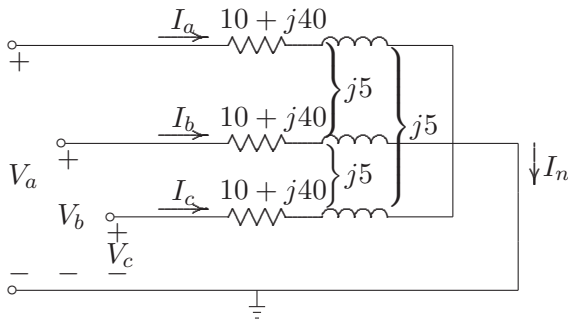 I_a 10 + j40
+
j5
I_b 10 + j40
+
j5
V_a
I_n
I_c 10 + j40
j5
V_b
+
V_c
− − −